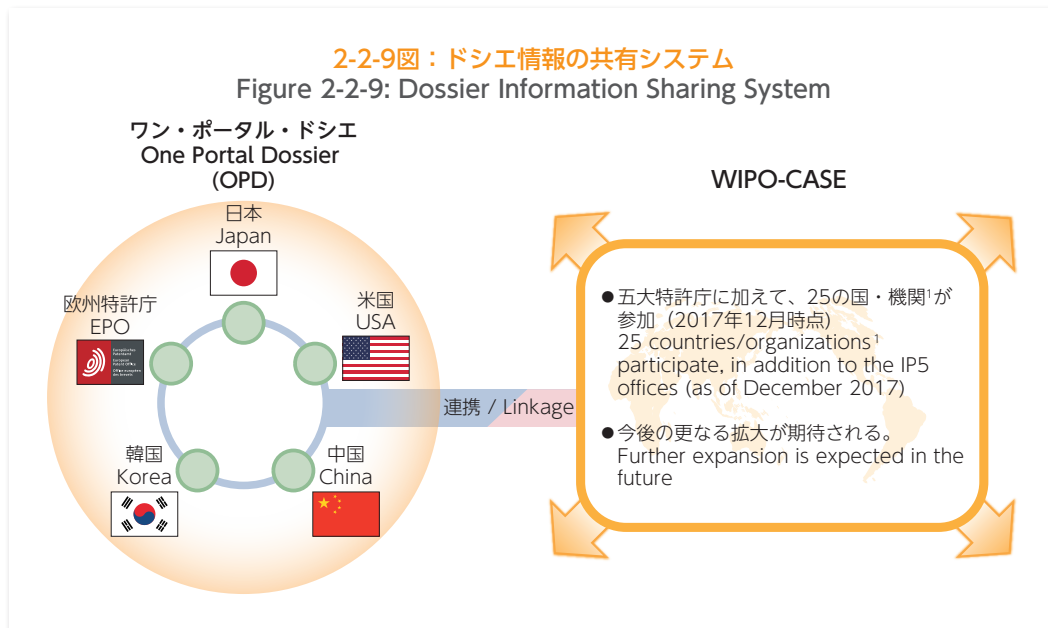 2-2-9図：ドシエ情報の共有システム
Figure 2-2-9: Dossier Information Sharing System
ワン・ポータル・ドシエ
One Portal Dossier
(OPD)
日本
Japan
欧州特許庁
EPO
米国
USA
韓国
Korea
中国
China
連携 / Linkage
WIPO-CASE
●五大特許庁に加えて、25の国・機関¹が
参加（2017年12月時点）
25 countries/organizations¹
participate, in addition to the IP5
offices (as of December 2017)
●今後の更なる拡大が期待される。
Further expansion is expected in the
future